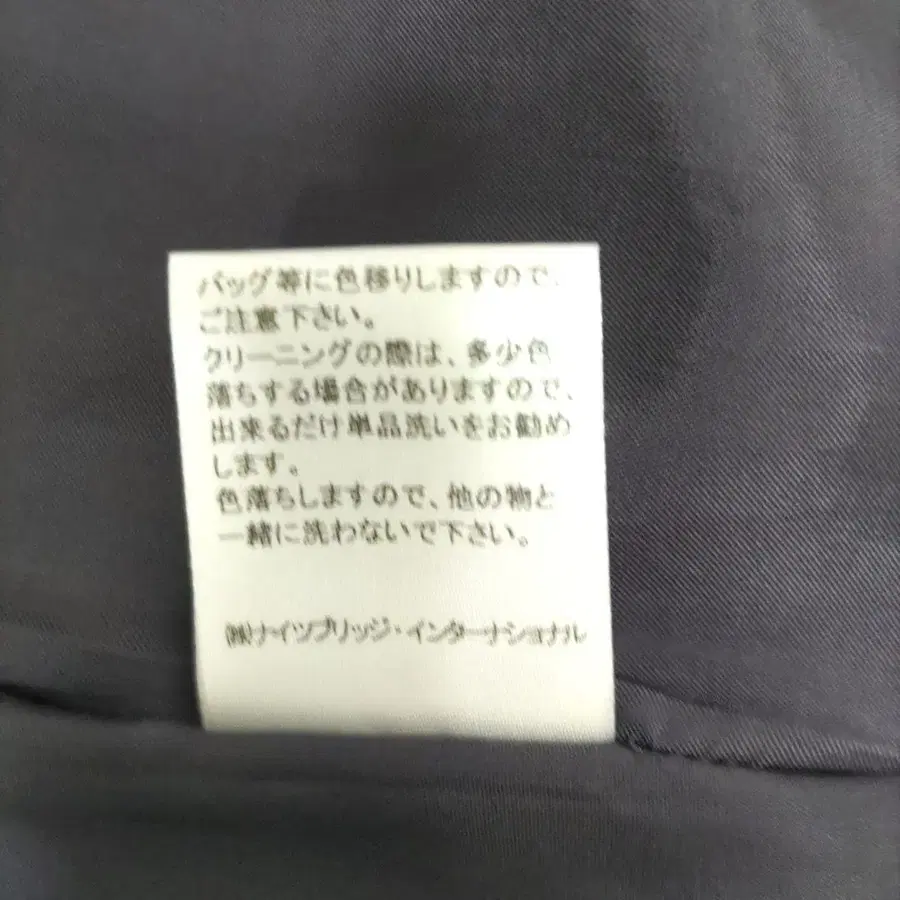 バッグ等に色移りしますので、
ご注意下さい。
クリーニングの際は、多少色
落ちする場合がありますので、
出来るだけ単品洗いをお勧め
します。
色落ちしますので、他の物と
一緒に洗わないで下さい。
㈱ナイツブリッジ・インターナショナル